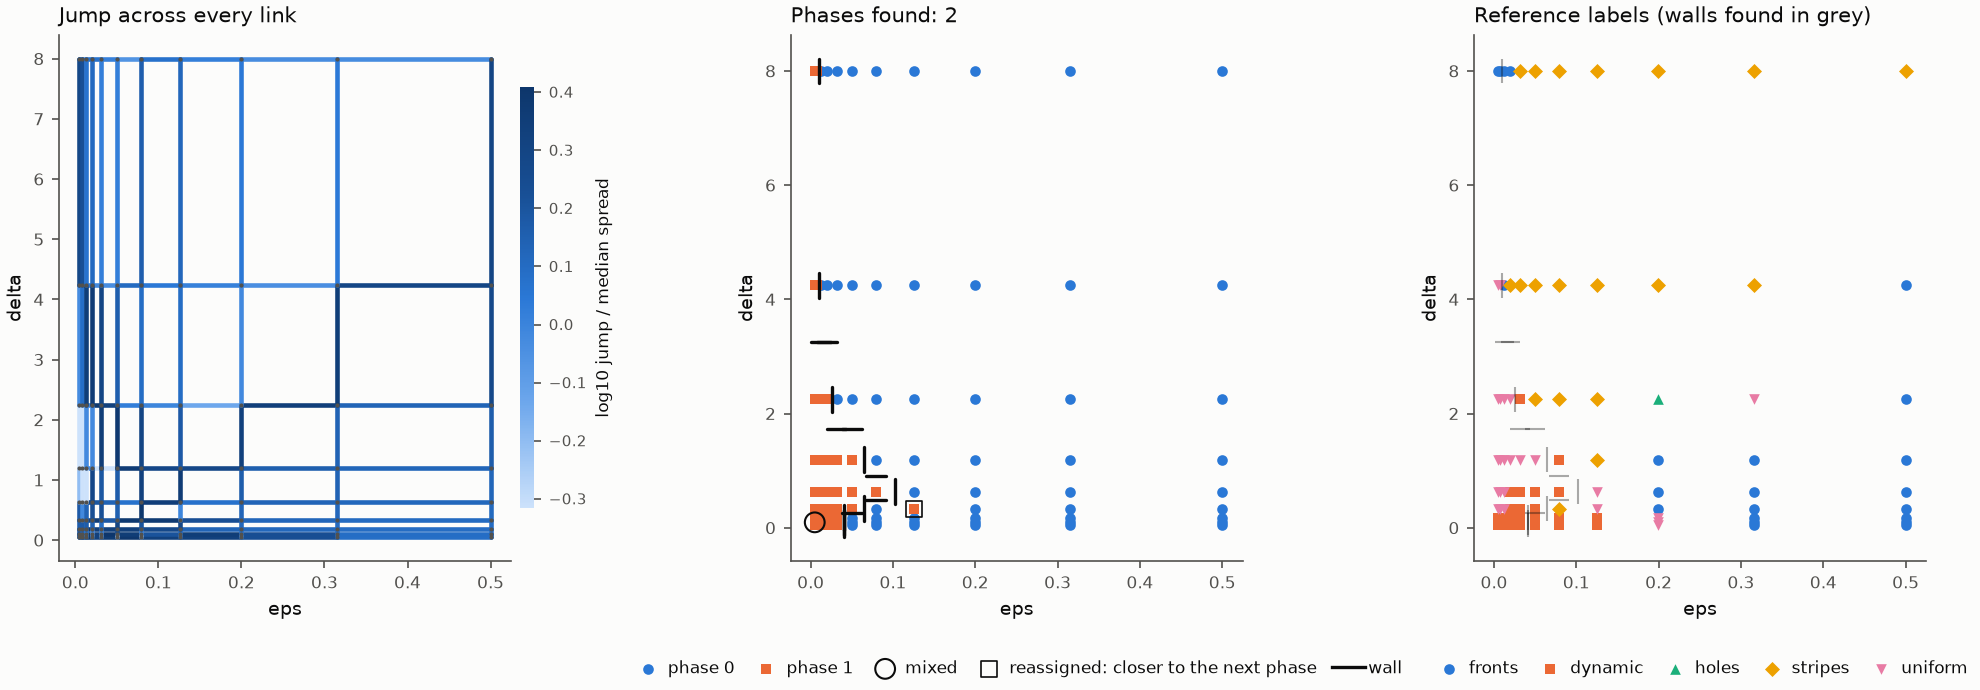 Jump across every link
Phases found: 2
Reference labels (walls found in grey)
8
7
6
5
4
3
2
1
0
delta
0.0 0.1 0.2 0.3 0.4 0.5
eps
0.4
0.3
0.2
0.1
0.0
−0.1
−0.2
−0.3
log10 jump / median spread
8
6
4
2
0
delta
0.0 0.1 0.2 0.3 0.4 0.5
eps
8
6
4
2
0
delta
0.0 0.1 0.2 0.3 0.4 0.5
eps
phase 0 phase 1 mixed reassigned: closer to the next phase wall
fronts dynamic holes stripes uniform